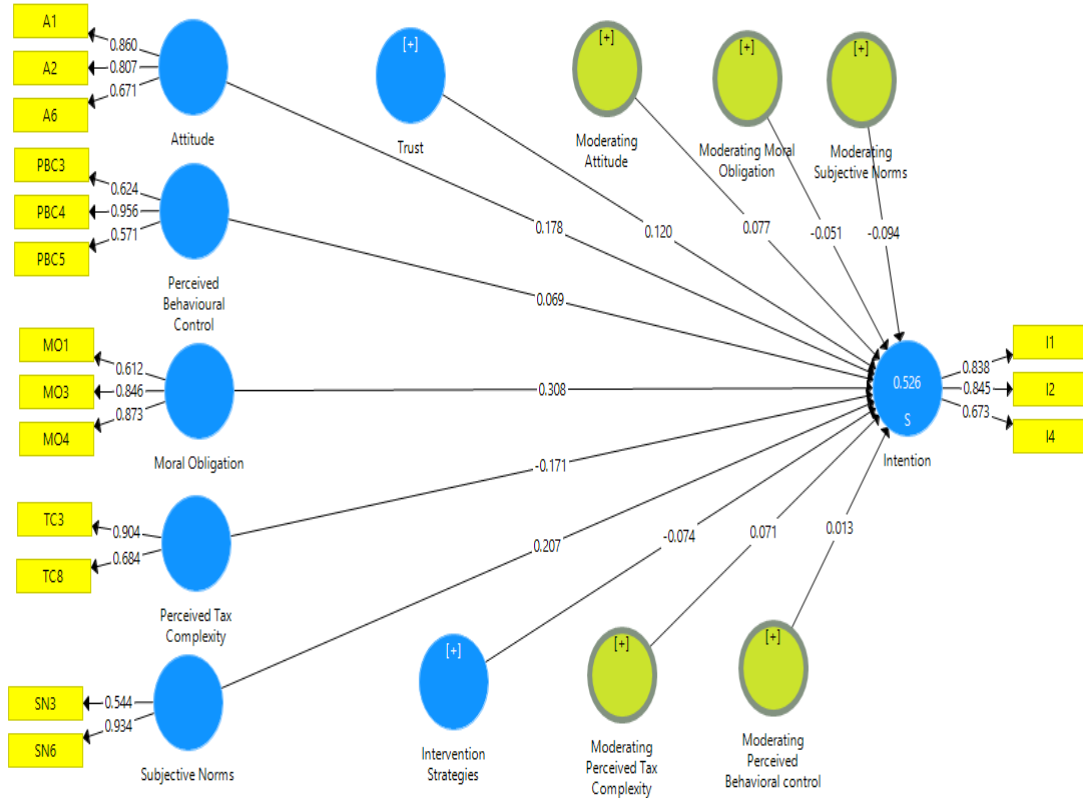 A1
0.860
A2
0.807
A6
0.671
Attitude
[+]
Trust
[+]
Moderating
Attitude
[+]
Moderating Moral
Obligation
[+]
Moderating
Subjective Norms
PBC3
0.624
PBC4
0.956
PBC5
0.571
Perceived
Behavioural
Control
0.178
0.120
0.077
-0.051
-0.094
0.069
MO1
0.612
MO3
0.846
MO4
0.873
Moral Obligation
0.308
0.526
S
Intention
0.838
I1
0.845
I2
0.673
I4
-0.171
TC3
0.904
TC8
0.684
Perceived Tax
Complexity
0.207
-0.074
0.071
0.013
SN3
0.544
SN6
0.934
Subjective Norms
[+]
Intervention
Strategies
[+]
Moderating
Perceived Tax
Complexity
[+]
Moderating
Perceived
Behavioral control